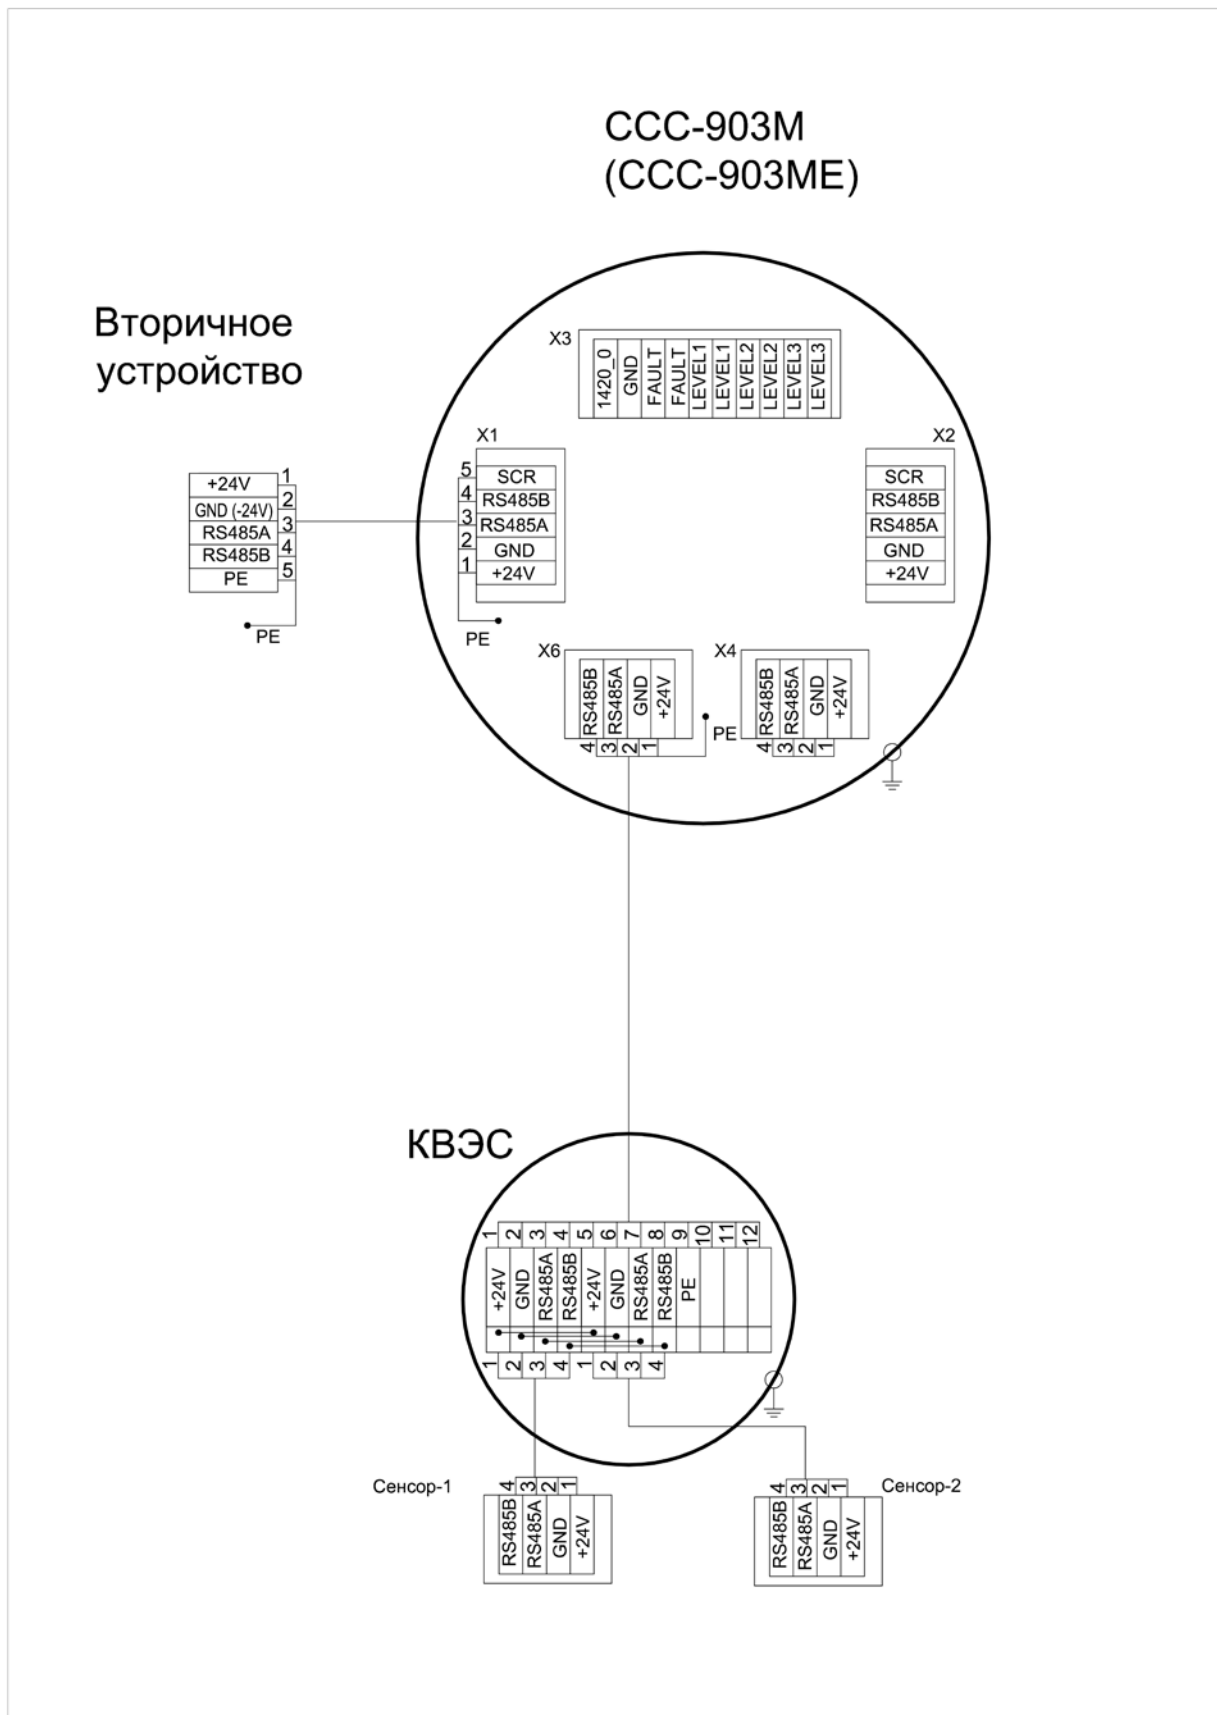 ССС-903М
(ССС-903МЕ)
Вторичное
устройство
X3
1420_0
GND
FAULT
FAULT
LEVEL1
LEVEL1
LEVEL2
LEVEL2
LEVEL3
LEVEL3
+24V 1
GND (-24V) 2
RS485A 3
RS485B 4
PE 5
PE
X1
5 SCR
4 RS485B
3 RS485A
2 GND
1 +24V
PE
X2
SCR
RS485B
RS485A
GND
+24V
X6
RS485B
RS485A
GND
+24V
4 3 2 1
PE
X4
RS485B
RS485A
GND
+24V
4 3 2 1
КВЭС
1 2 3 4 5 6 7 8 9 10 11 12
+24V
GND
RS485A
RS485B
+24V
GND
RS485A
RS485B
PE
1 2 3 4 1 2 3 4
Сенсор-1
4 3 2 1
RS485B
RS485A
GND
+24V
Сенсор-2
4 3 2 1
RS485B
RS485A
GND
+24V